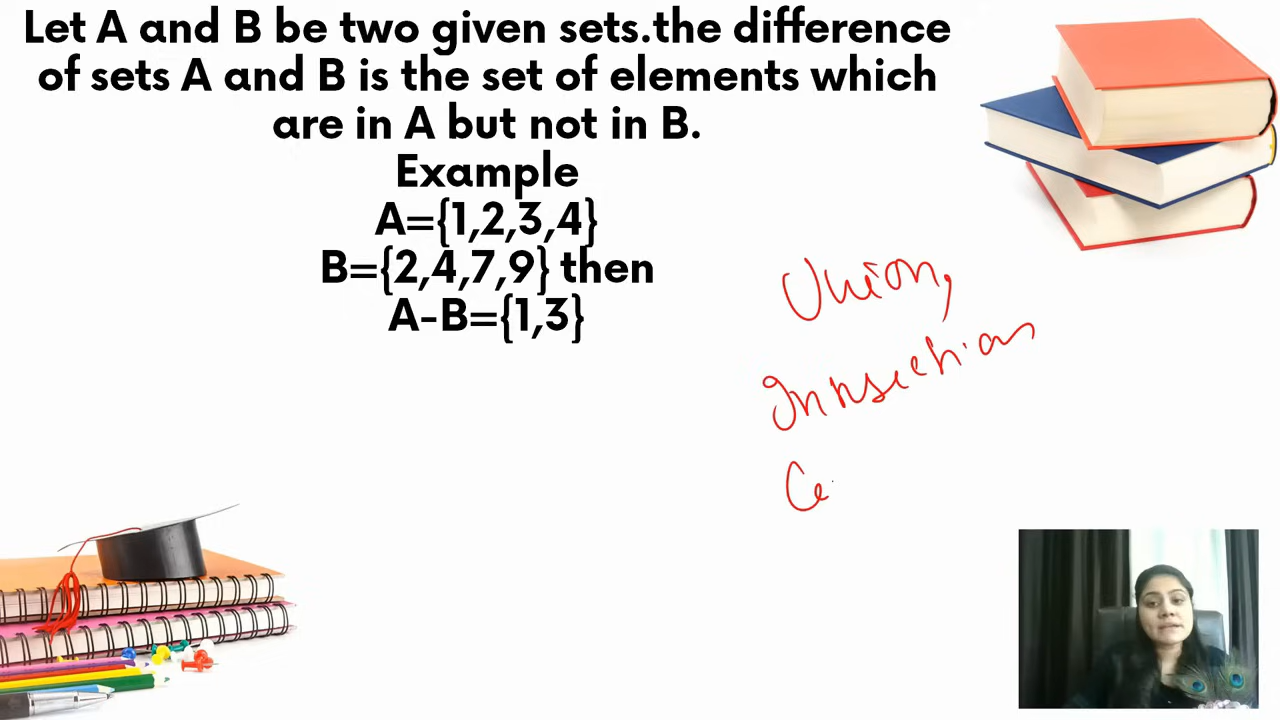 Let A and B be two given sets.the difference
of sets A and B is the set of elements which
are in A but not in B.
Example
A={1,2,3,4}
B={2,4,7,9} then
A-B={1,3}
Union,
Intersection